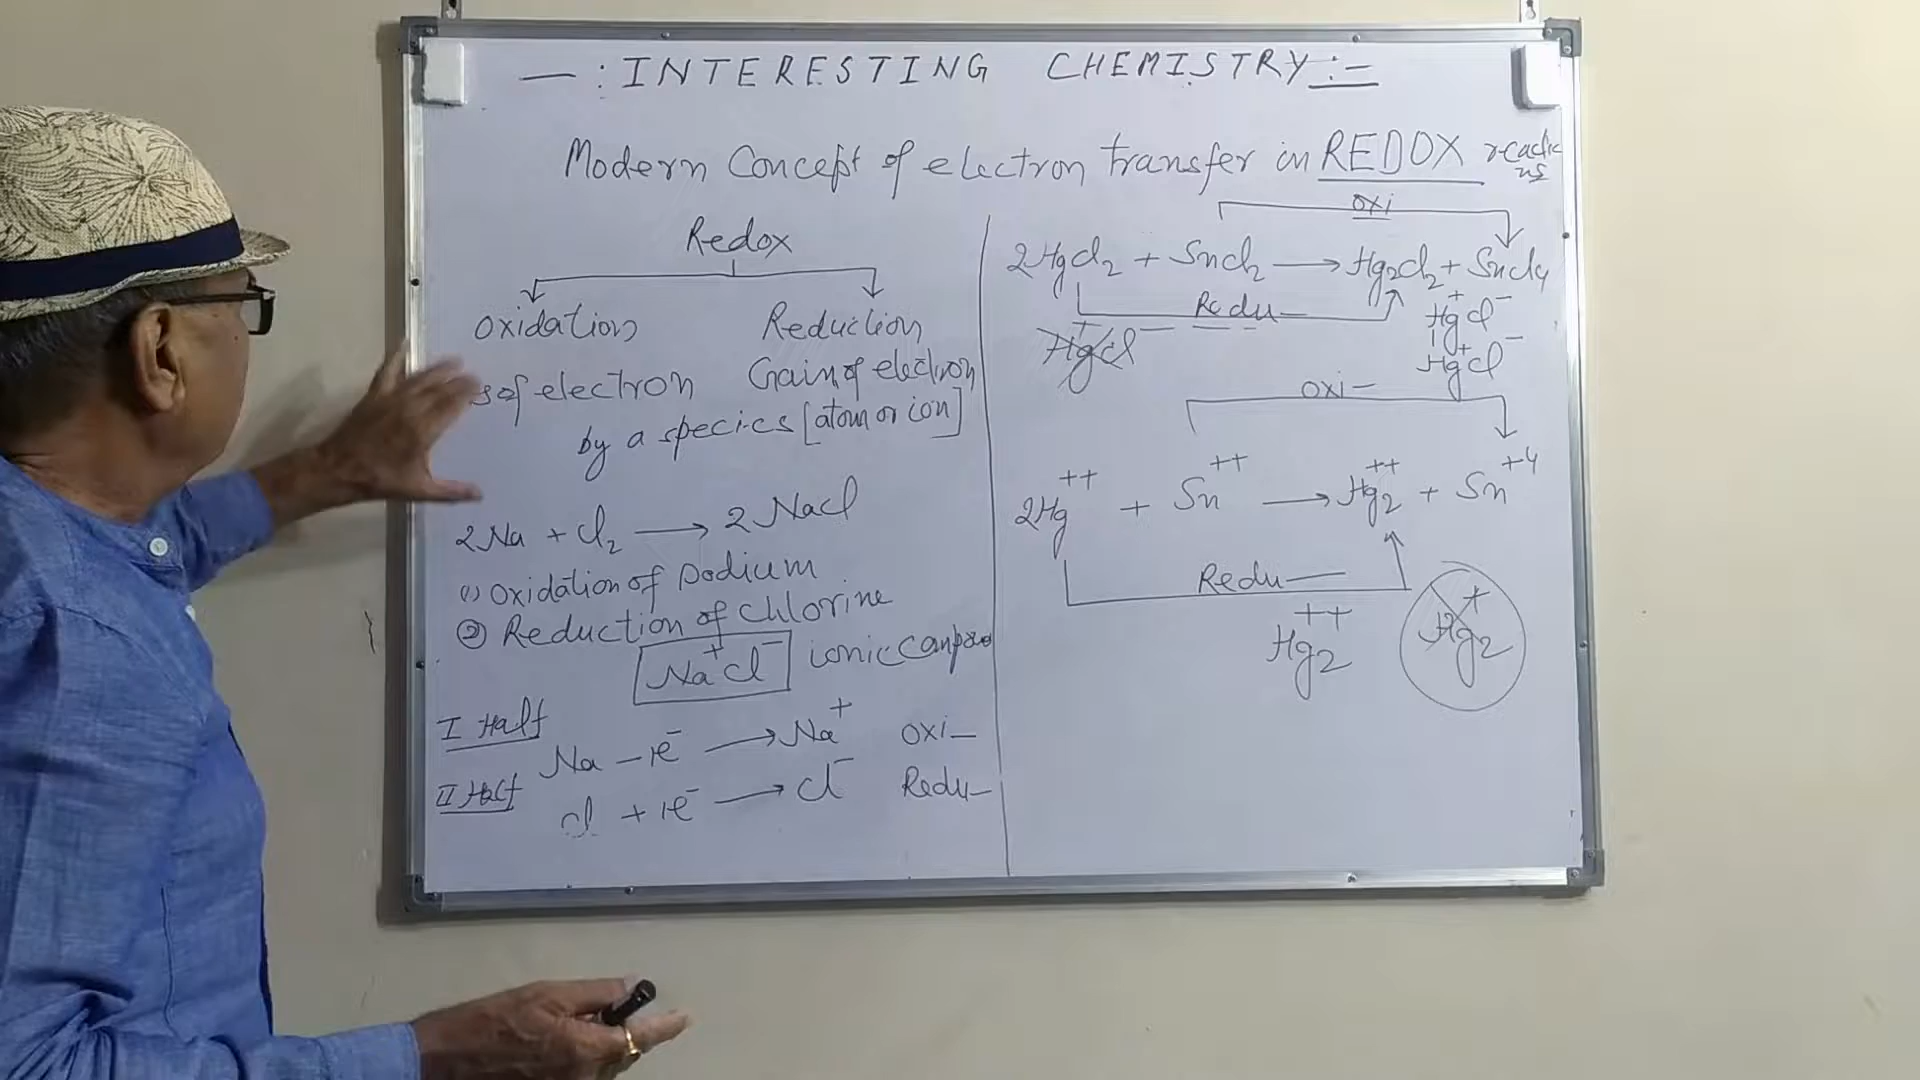 — : INTERESTING CHEMISTRY : —
Modern Concept of electron transfer in REDOX reactions
Redox
Oxidation Reduction
s of electron Gain of electron
by a species [atom or ion]
2Na + Cl₂ ⟶ 2NaCl
(1) Oxidation of Sodium
② Reduction of Chlorine
Na⁺Cl⁻ ionic
I Half
Na – 1e⁻ ⟶ Na⁺ oxi–
II Half
Cl + 1e⁻ ⟶ Cl⁻ Redu–
oxi
2HgCl₂ + SnCl₂ ⟶ Hg₂Cl₂ + SnCl₄
Redu—
Hg⁺Cl⁻
Hg⁺Cl⁻
Hg⁺Cl⁻
oxi–
2Hg⁺⁺ + Sn⁺⁺ ⟶ Hg₂⁺⁺ + Sn⁺⁴
Redu—
Hg₂⁺⁺ Hg₂⁺